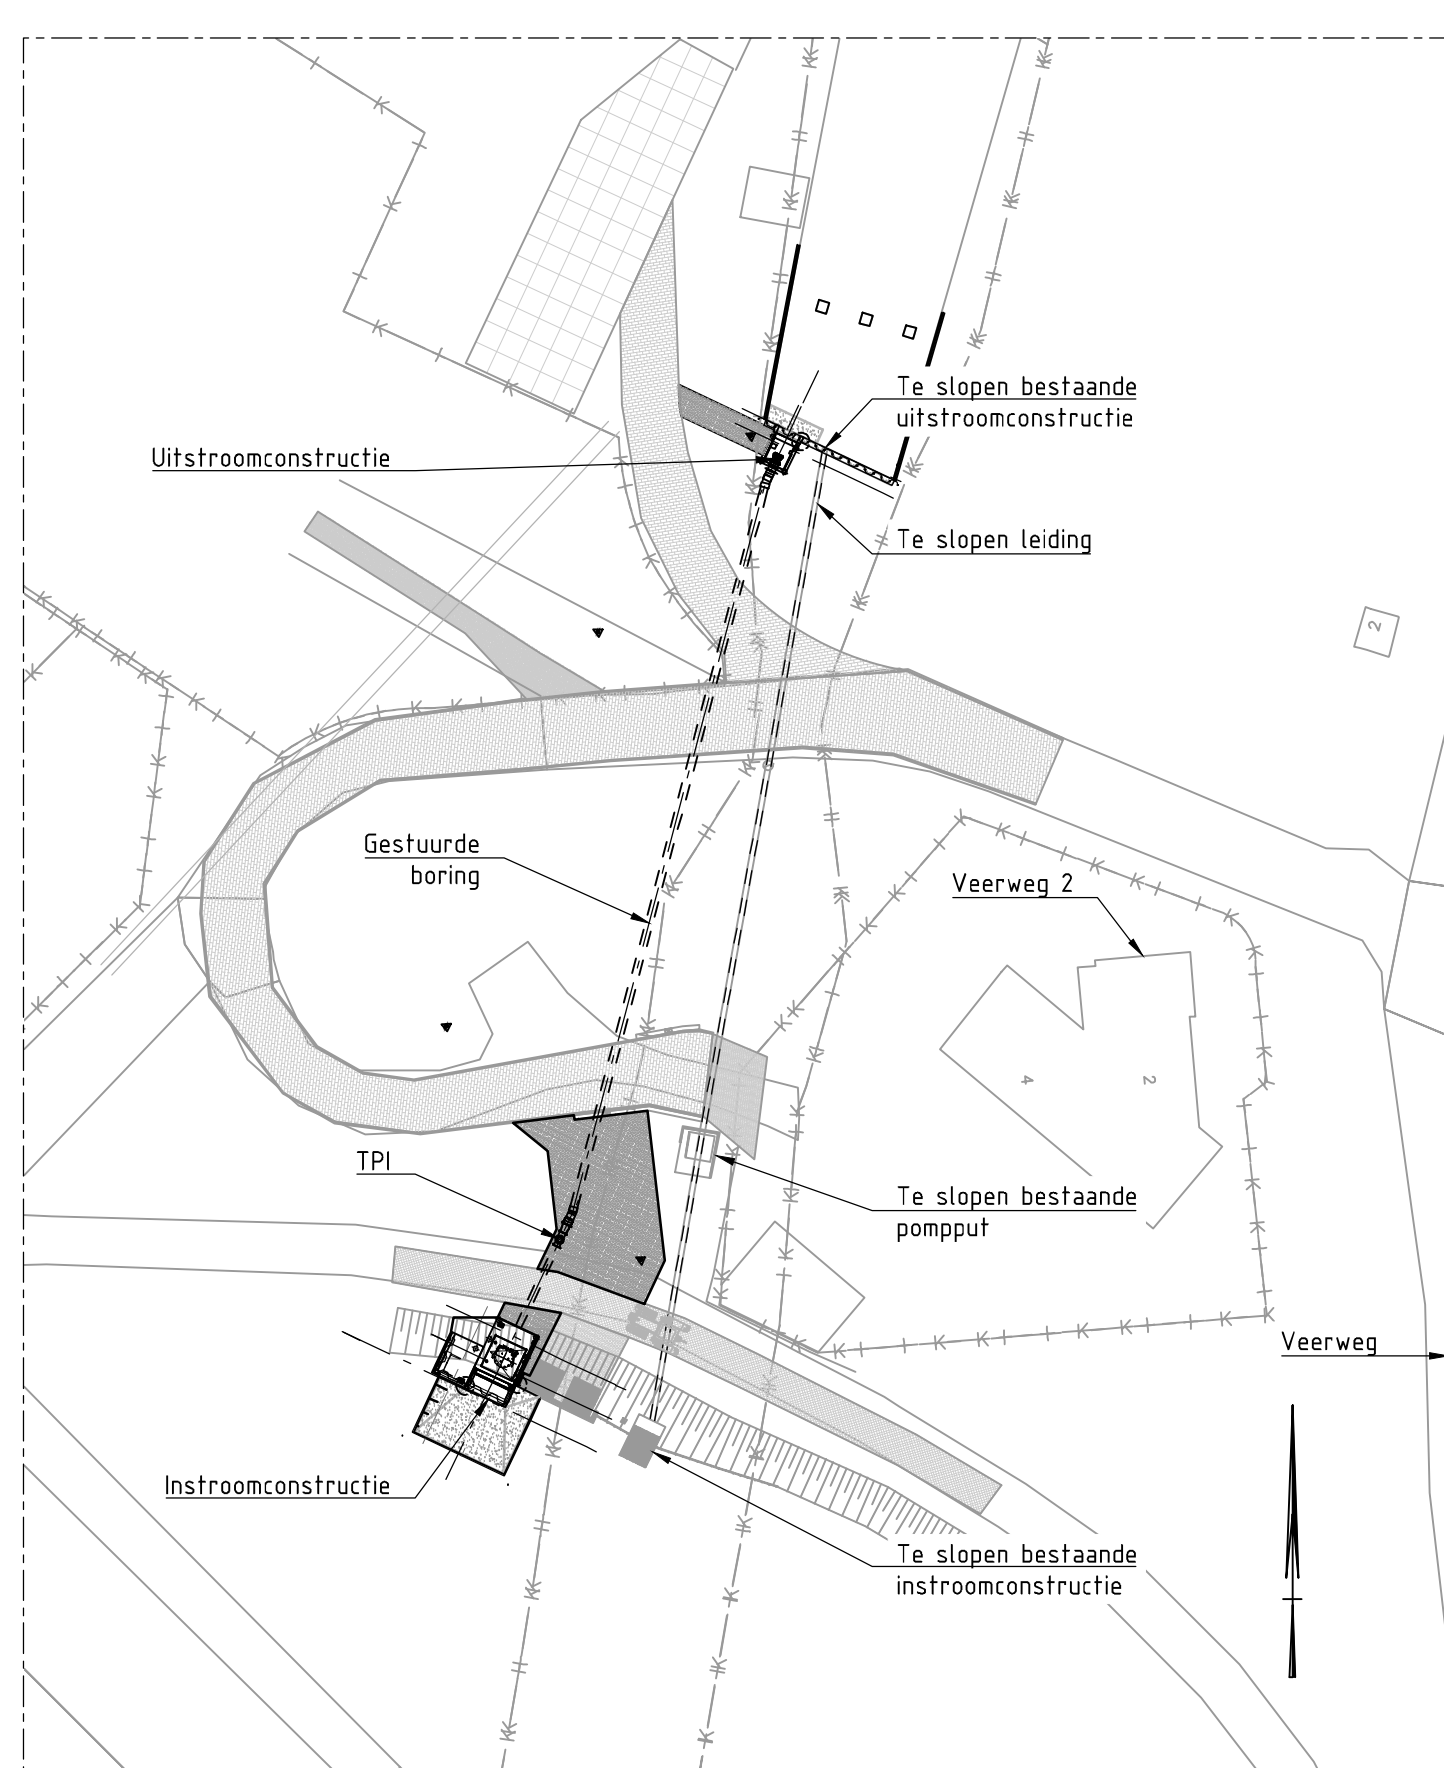 Te slopen bestaande
uitstroomconstructie
Uitstroomconstructie
Te slopen leiding
2
Gestuurde
boring
Veerweg 2
4
2
TPI
Te slopen bestaande
pompput
Veerweg
Instroomconstructie
Te slopen bestaande
instroomconstructie